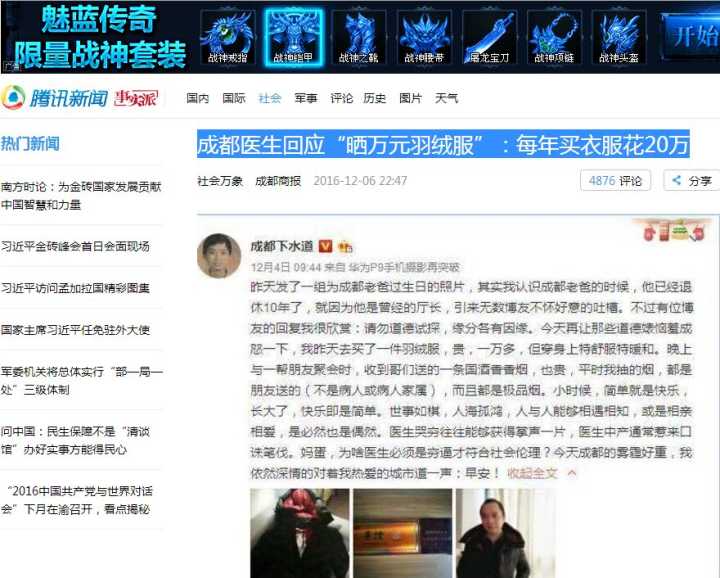 魅蓝传奇
限量战神套装
战神戒指 战神铠甲 战神之靴 战神腰带 屠龙宝刀 战神项链 战神头盔
开始
广告
腾讯新闻 事实派 国内 国际 社会 军事 评论 历史 图片 天气
热门新闻
成都医生回应“晒万元羽绒服”：每年买衣服花20万
社会万象 成都商报 2016-12-06 22:47 4876 评论 分享
南方时论：为金砖国家发展贡献
中国智慧和力量
习近平金砖峰会首日会面现场
习近平访问孟加拉国精彩图集
国家主席习近平任免驻外大使
军委机关将总体实行“部—局—
处”三级体制
问中国：民生保障不是“清谈
馆”办好实事方能得民心
“2016中国共产党与世界对话
会”下月在渝召开，看点揭秘
成都下水道
12月4日 09:44 来自 华为P9手机摄影再突破
昨天发了一组为成都老爸过生日的照片，其实我认识成都老爸的时候，他已经退
休10年了，就因为他是曾经的厅长，引来无数博友不怀好意的吐槽。不过有位博
友的回复我很欣赏：请勿道德试探，缘分各有因缘。今天再让那些道德婊恼羞成
怒一下，我昨天去买了一件羽绒服，贵，一万多，但穿身上特舒服特暖和。晚上
与一帮朋友聚会时，收到哥们送的一条国酒香香烟，也贵，平时我抽的烟，都是
朋友送的（不是病人或病人家属），而且都是极品烟。小时候，简单就是快乐，
长大了，快乐即是简单。世事如棋，人海孤鸿，人与人能够相遇相知，或是相亲
相爱，是必然也是偶然。医生哭穷往往能够获得掌声一片，医生中产通常惹来口
诛笔伐。妈蛋，为啥医生必须是穷逼才符合社会伦理？今天成都的雾霾好重，我
依然深情的对着我热爱的城市道一声：早安！ 收起全文